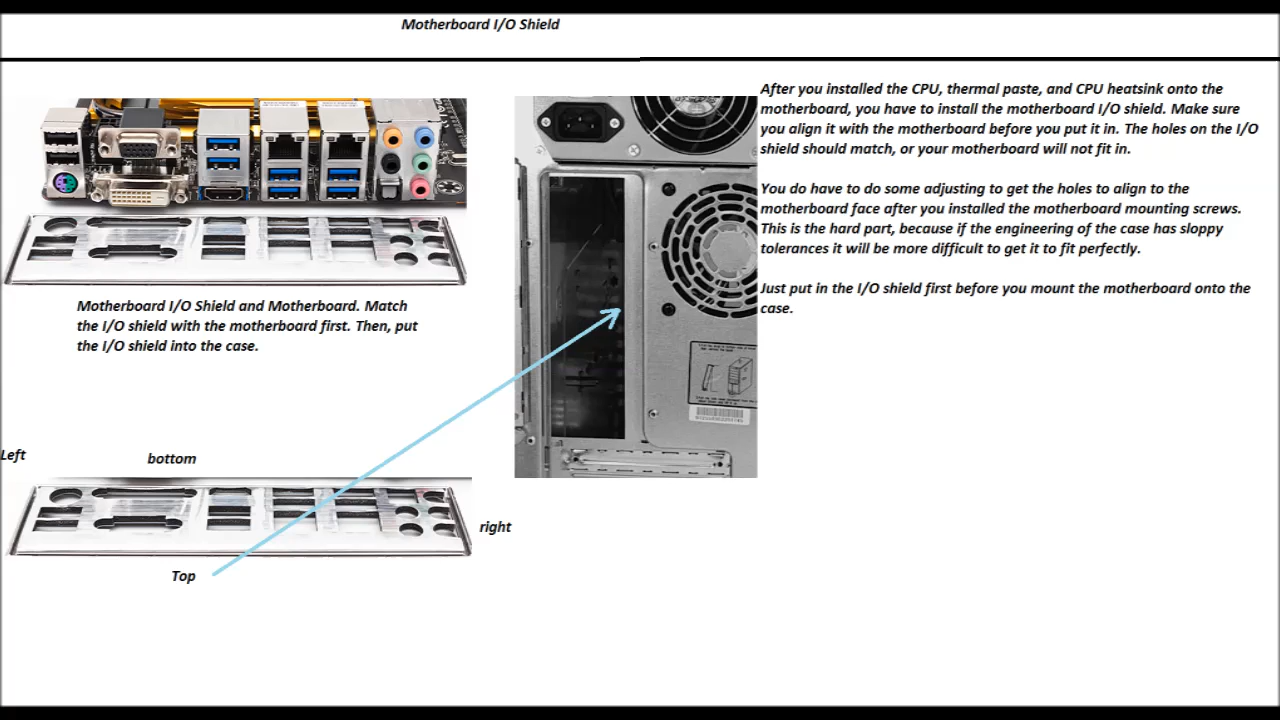 Motherboard I/O Shield
After you installed the CPU, thermal paste, and CPU heatsink onto the
motherboard, you have to install the motherboard I/O shield. Make sure
you align it with the motherboard before you put it in. The holes on the I/O
shield should match, or your motherboard will not fit in.
You do have to do some adjusting to get the holes to align to the
motherboard face after you installed the motherboard mounting screws.
This is the hard part, because if the engineering of the case has sloppy
tolerances it will be more difficult to get it to fit perfectly.
Just put in the I/O shield first before you mount the motherboard onto the
case.
Motherboard I/O Shield and Motherboard. Match
the I/O shield with the motherboard first. Then, put
the I/O shield into the case.
Left
bottom
right
Top